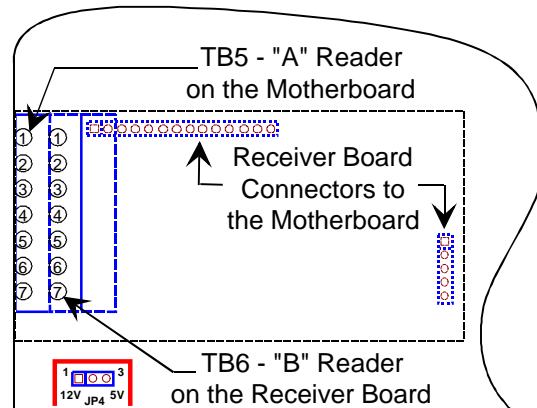 TB5 - "A" Reader
on the Motherboard
1 1
2 2
3 3
4 4
5 5
6 6
7 7
Receiver Board
Connectors to
the Motherboard
TB6 - "B" Reader
on the Receiver Board
1 3
12V JP4 5V